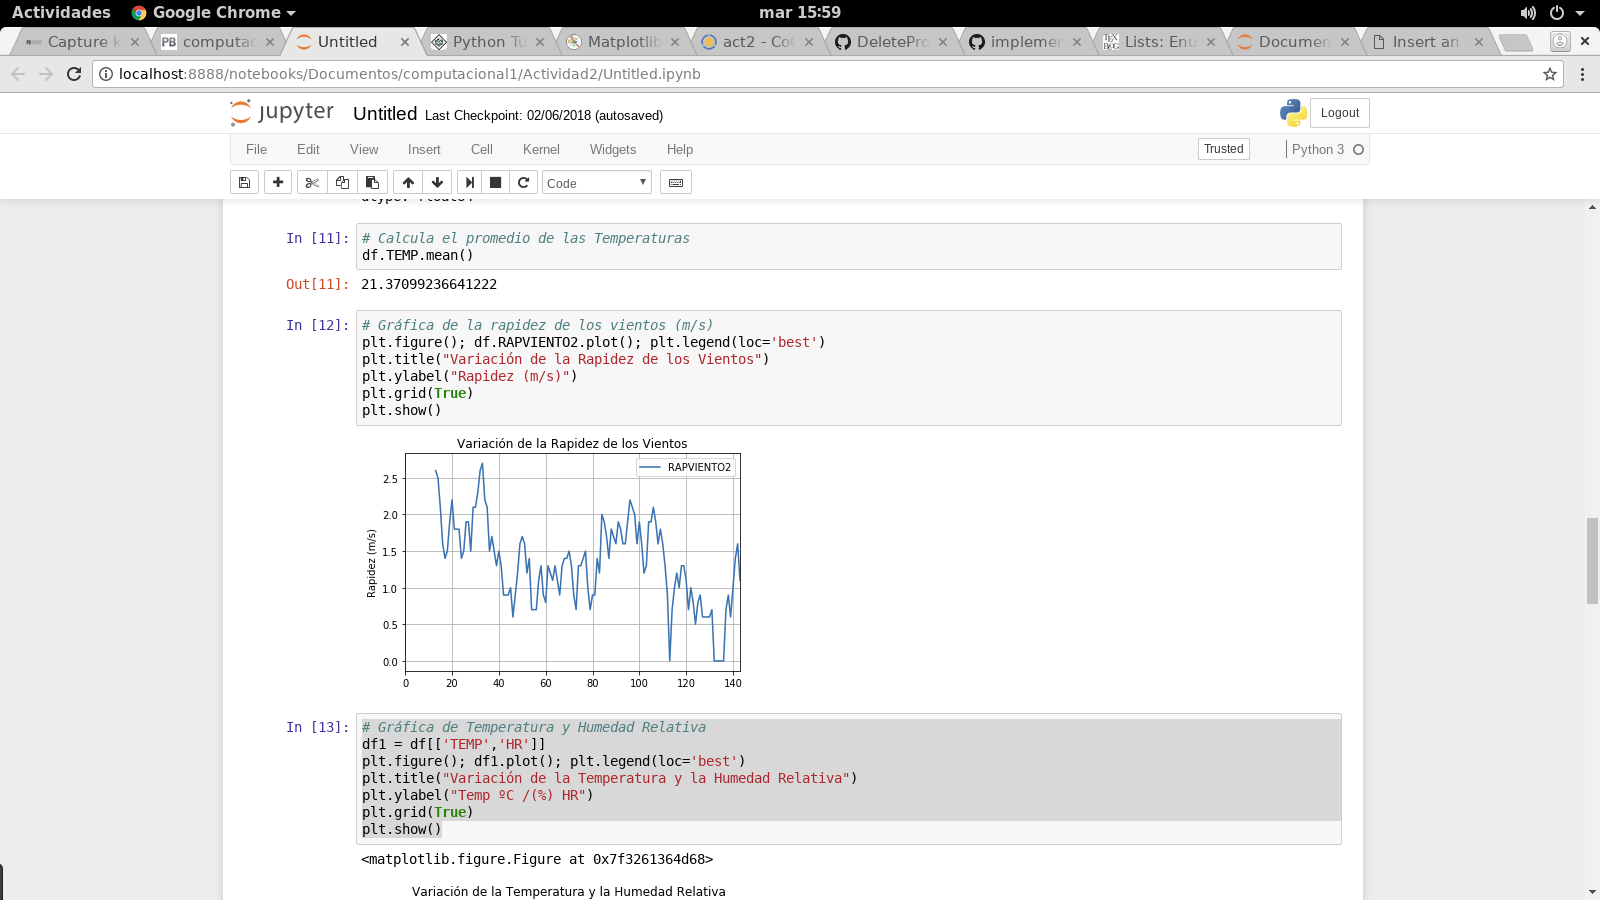 Actividades Google Chrome mar 15:59
Capture k computac Untitled Python Tu Matplotlib act2 - CoC DeletePro implemen Lists: Enu Documen Insert an
localhost:8888/notebooks/Documentos/computacional1/Actividad2/Untitled.ipynb
jupyter Untitled Last Checkpoint: 02/06/2018 (autosaved) Logout
File Edit View Insert Cell Kernel Widgets Help Trusted Python 3
Code
In [11]: # Calcula el promedio de las Temperaturas
df.TEMP.mean()
Out[11]: 21.37099236641222
In [12]: # Gráfica de la rapidez de los vientos (m/s)
plt.figure(); df.RAPVIENTO2.plot(); plt.legend(loc='best')
plt.title("Variación de la Rapidez de los Vientos")
plt.ylabel("Rapidez (m/s)")
plt.grid(True)
plt.show()
Variación de la Rapidez de los Vientos
RAPVIENTO2
2.5
2.0
1.5
1.0
0.5
0.0
Rapidez (m/s)
0 20 40 60 80 100 120 140
In [13]: # Gráfica de Temperatura y Humedad Relativa
df1 = df[['TEMP','HR']]
plt.figure(); df1.plot(); plt.legend(loc='best')
plt.title("Variación de la Temperatura y la Humedad Relativa")
plt.ylabel("Temp ºC /(%) HR")
plt.grid(True)
plt.show()
<matplotlib.figure.Figure at 0x7f3261364d68>
Variación de la Temperatura y la Humedad Relativa